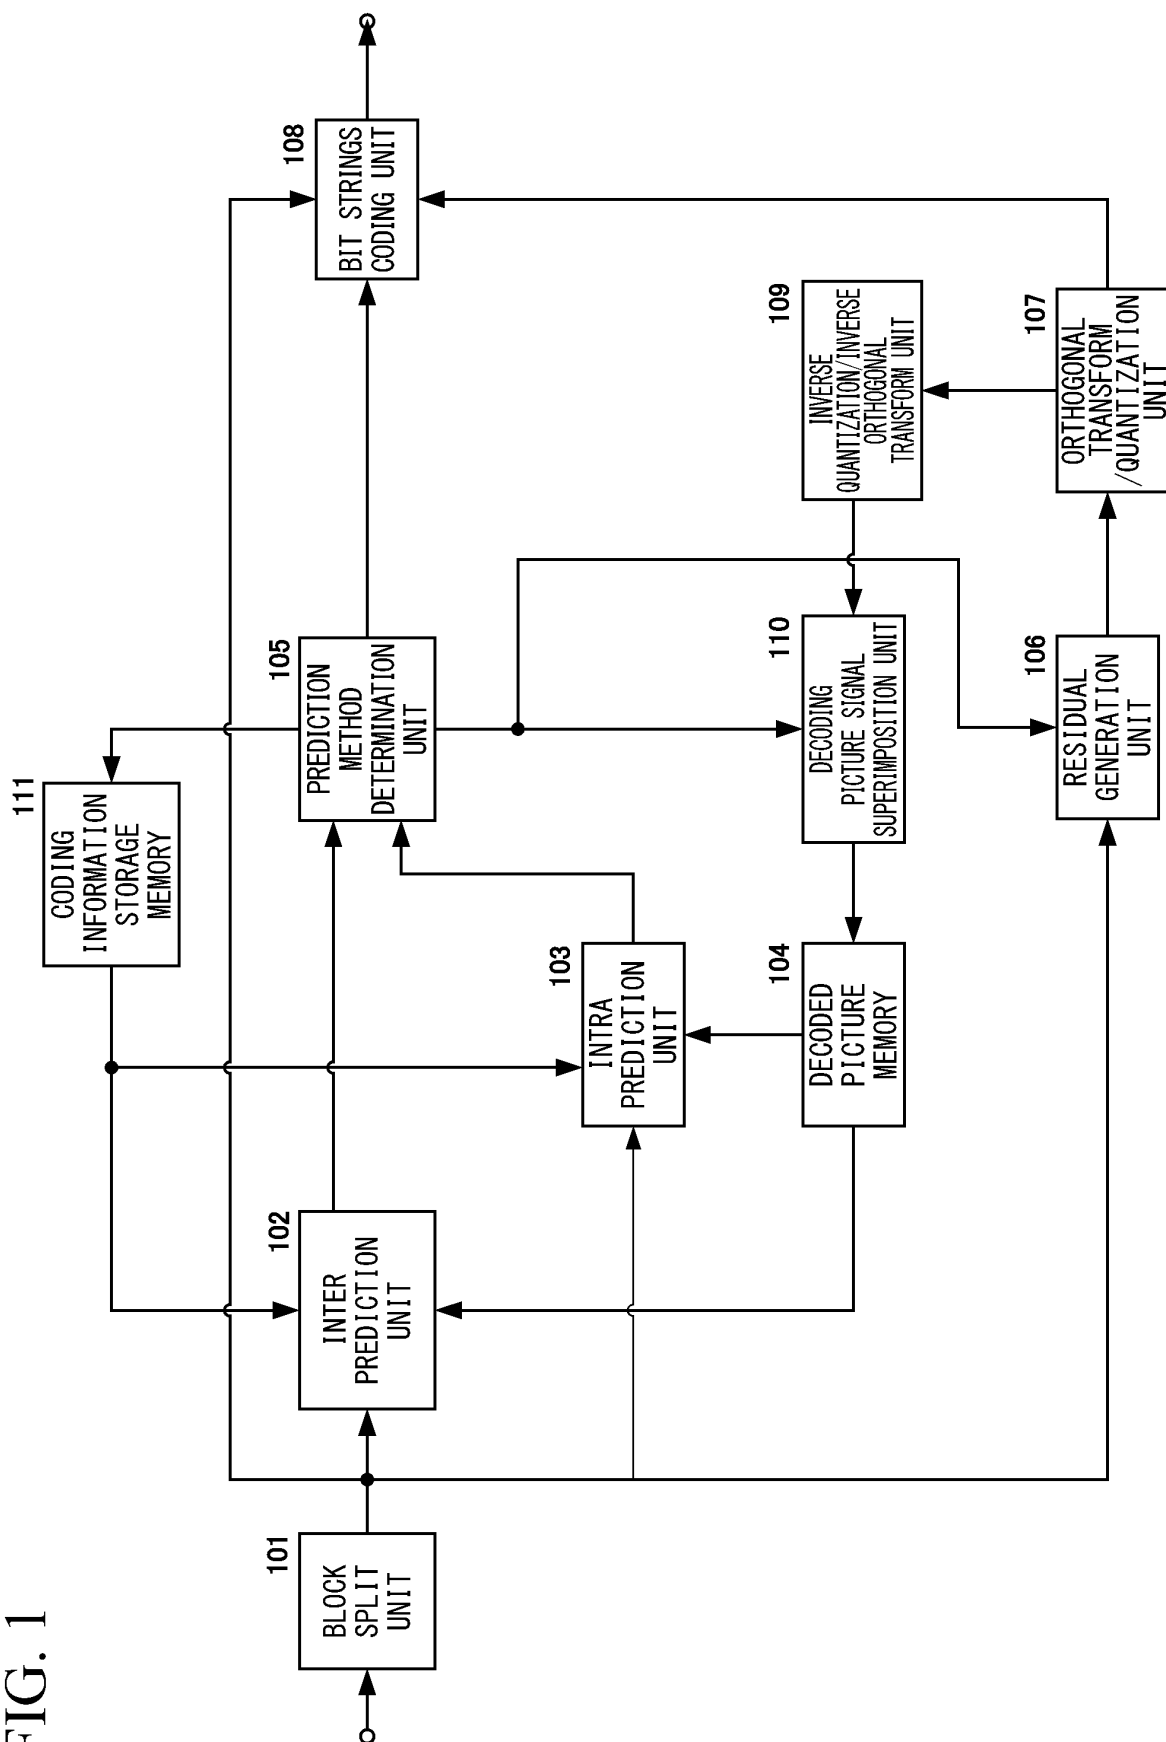 FIG. 1
111
CODING
INFORMATION
STORAGE
MEMORY
101
BLOCK
SPLIT
UNIT
102
INTER
PREDICTION
UNIT
105
PREDICTION
METHOD
DETERMINATION
UNIT
108
BIT STRINGS
CODING UNIT
103
INTRA
PREDICTION
UNIT
104
DECODED
PICTURE
MEMORY
110
DECODING
PICTURE SIGNAL
SUPERIMPOSITION UNIT
109
INVERSE
QUANTIZATION/INVERSE
ORTHOGONAL
TRANSFORM UNIT
106
RESIDUAL
GENERATION
UNIT
107
ORTHOGONAL
TRANSFORM
/QUANTIZATION
UNIT